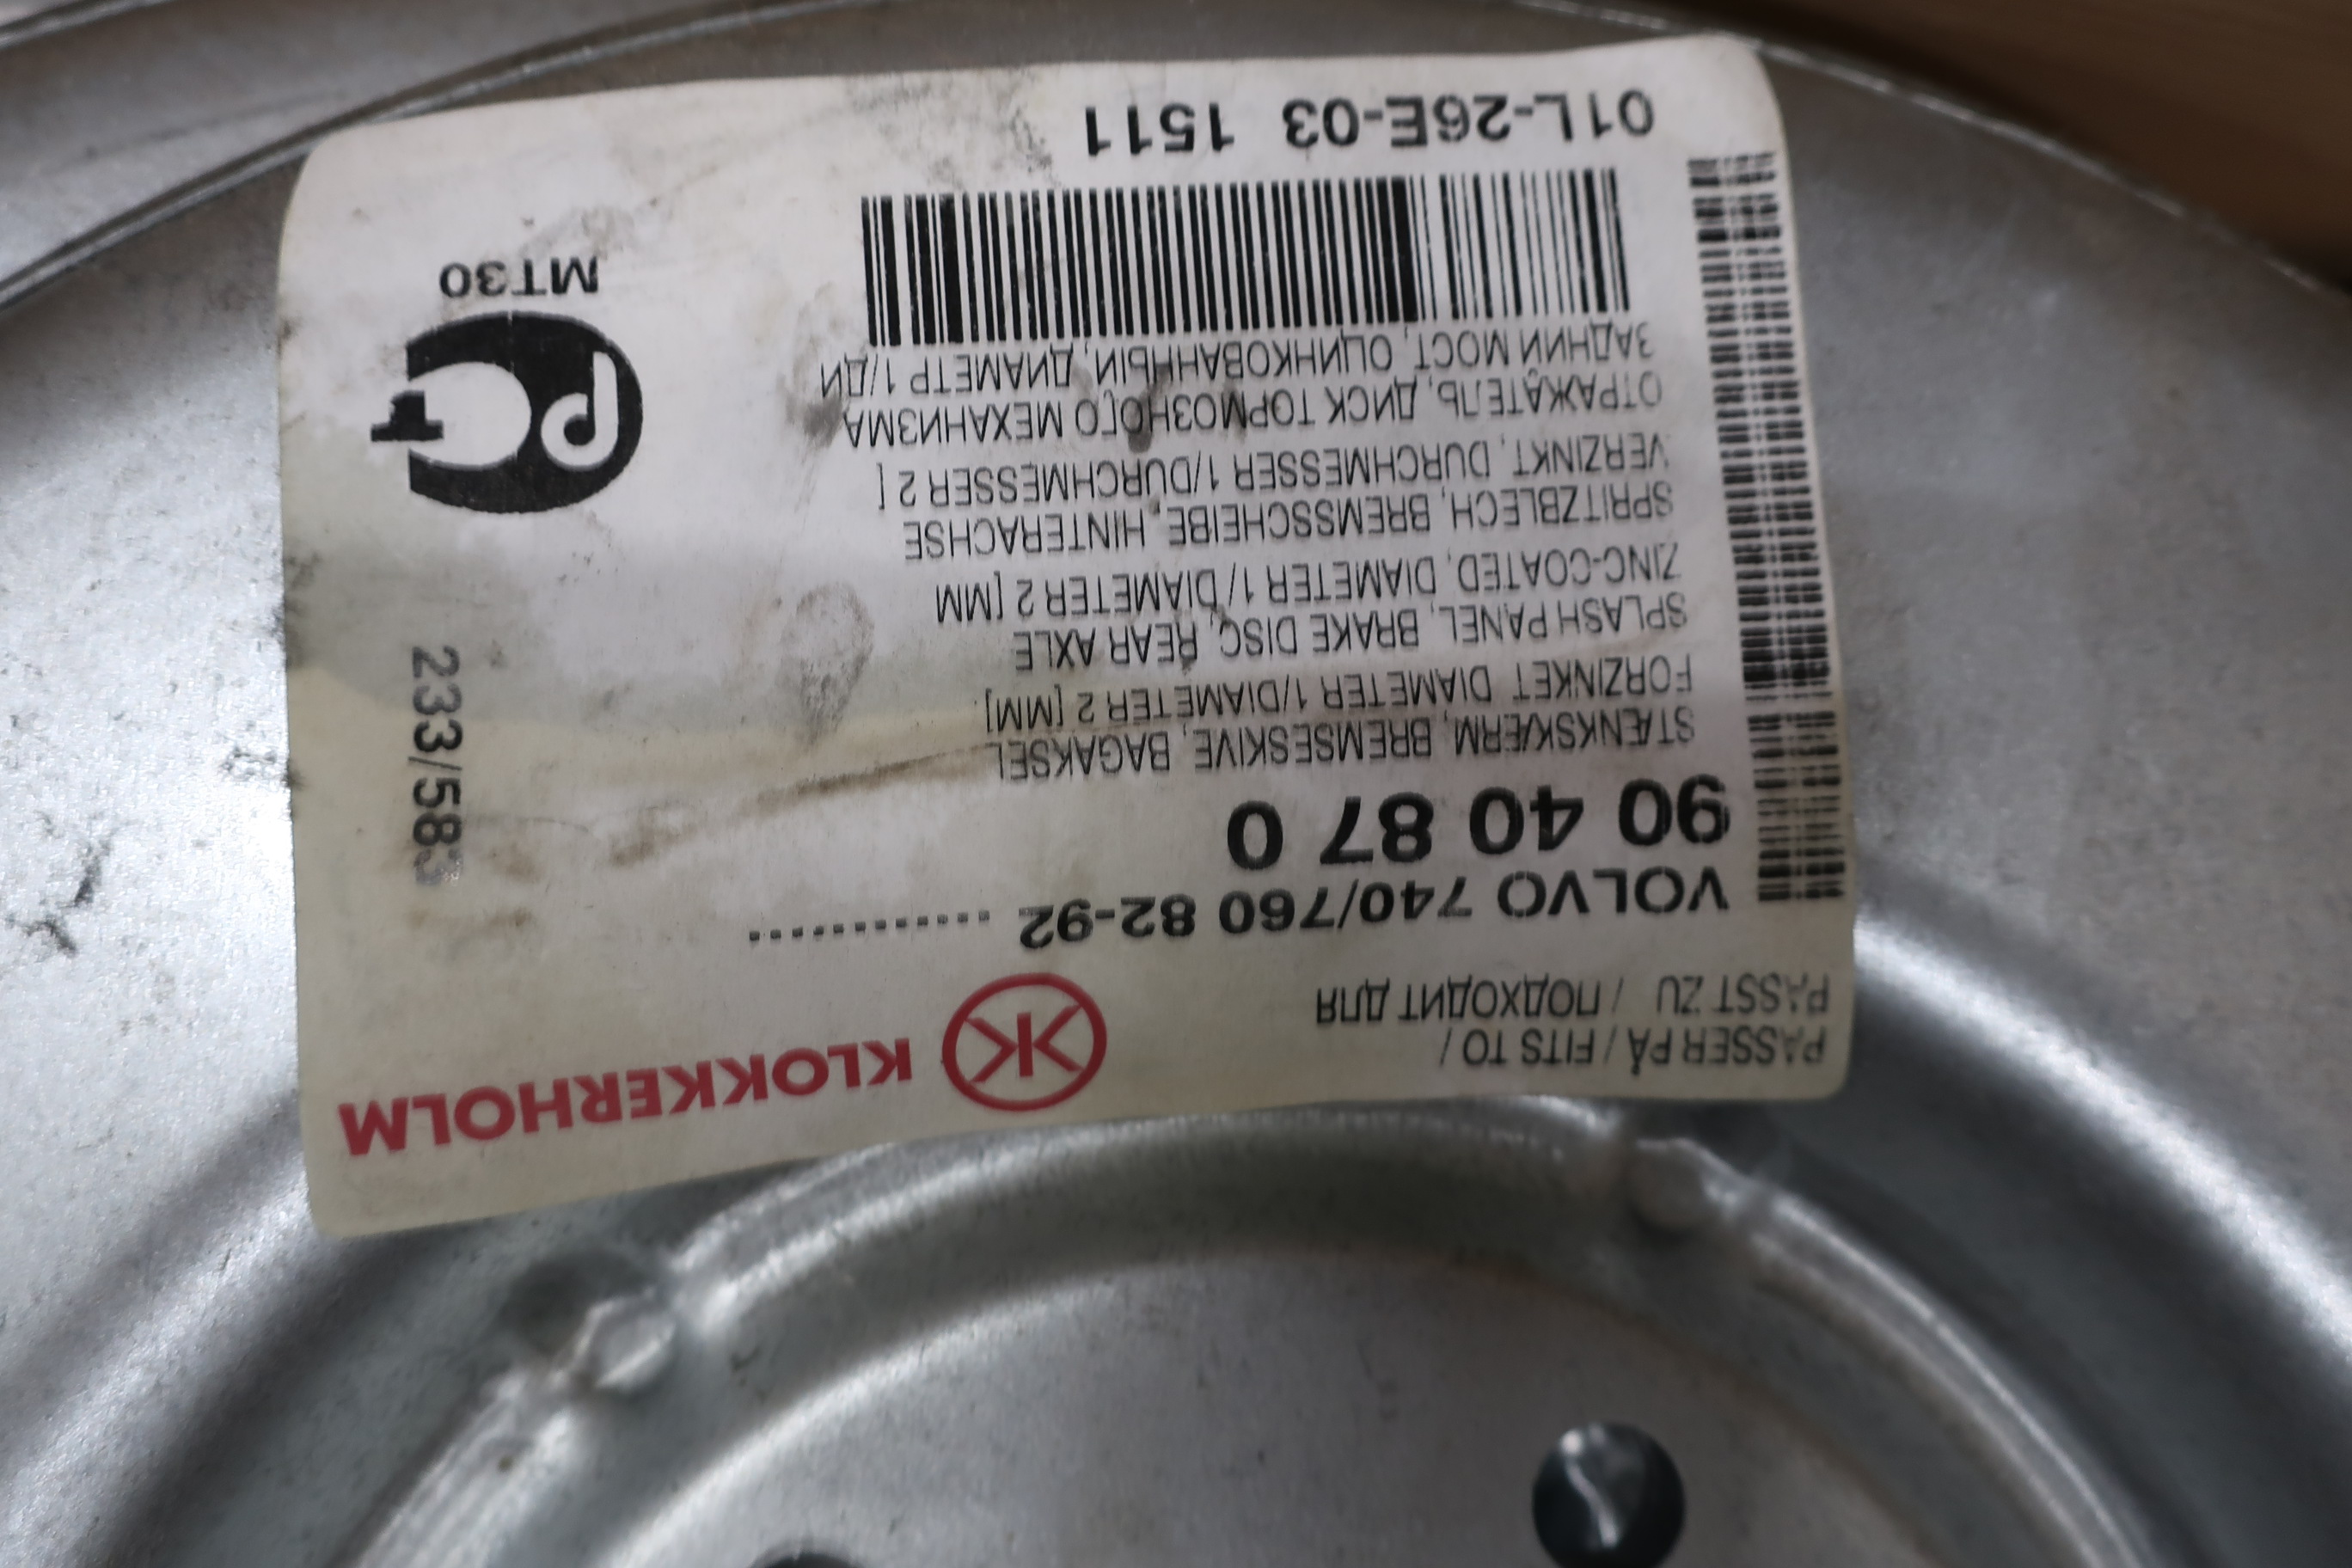 PASSER PÅ / FITS TO /
PASST ZU / ПОДХОДИТ ДЛЯ
KLOKKERHOLM
VOLVO 740/760 82-92 ............
90 40 87 0
STÆNKSKÆRM, BREMSESKIVE, BAGAKSEL
FORZINKET DIAMETER 1/DIAMETER 2 [MM]
SPLASH PANEL, BRAKE DISC, REAR AXLE
ZINC-COATED, DIAMETER 1/ DIAMETER 2 [MM
SPRITZBLECH, BREMSSCHEIBE, HINTERACHSE
VERZINKT, DURCHMESSER 1/DURCHMESSER 2 [
ОТРАЖАТЕЛЬ, ДИСК ТОРМОЗНОГО МЕХАНИЗМА
ЗАДНИЙ МОСТ, ОЦИНКОВАННЫЙ, ДИАМЕТР 1/ДИ
01L-26E-03 1511
233/583
РСТ
MT30